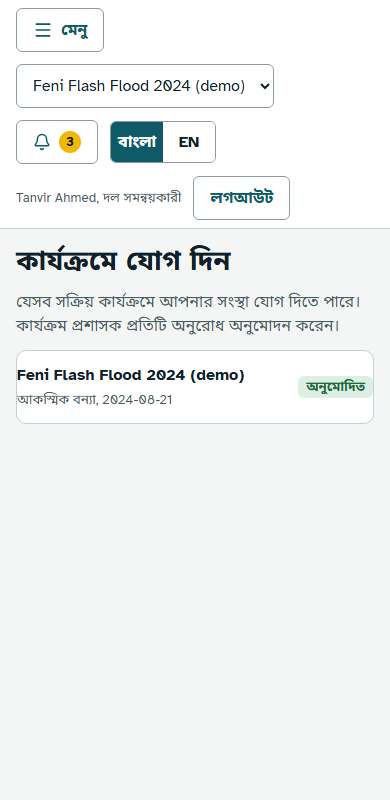 মেনু
Feni Flash Flood 2024 (demo)
3
বাংলা EN
Tanvir Ahmed, দল সমন্বয়কারী
লগআউট
কার্যক্রমে যোগ দিন
যেসব সক্রিয় কার্যক্রমে আপনার সংস্থা যোগ দিতে পারে।
কার্যক্রম প্রশাসক প্রতিটি অনুরোধ অনুমোদন করেন।
Feni Flash Flood 2024 (demo)
অনুমোদিত
আকস্মিক বন্যা, 2024-08-21